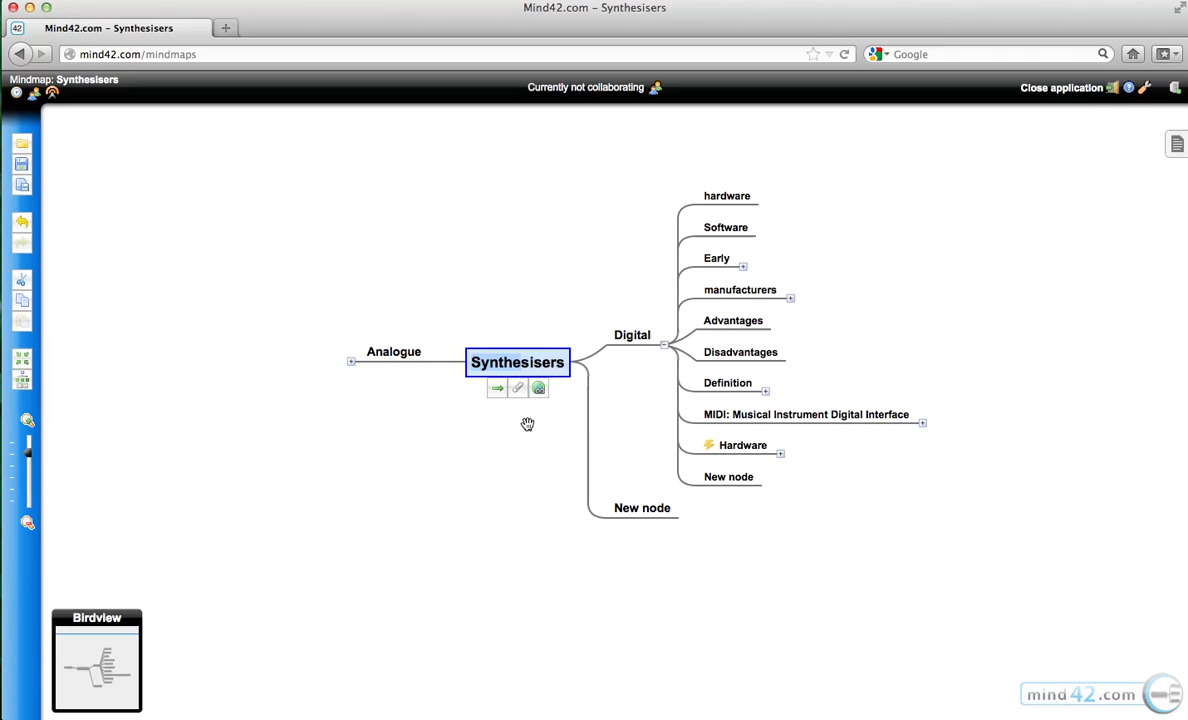 Mind42.com – Synthesisers
42 Mind42.com – Synthesisers
mind42.com/mindmaps
Google
Mindmap: Synthesisers
Currently not collaborating
Close application
hardware
Software
Early
manufacturers
Advantages
Digital
Analogue
Synthesisers
Disadvantages
Definition
MIDI: Musical Instrument Digital Interface
Hardware
New node
New node
Birdview
mind42.com